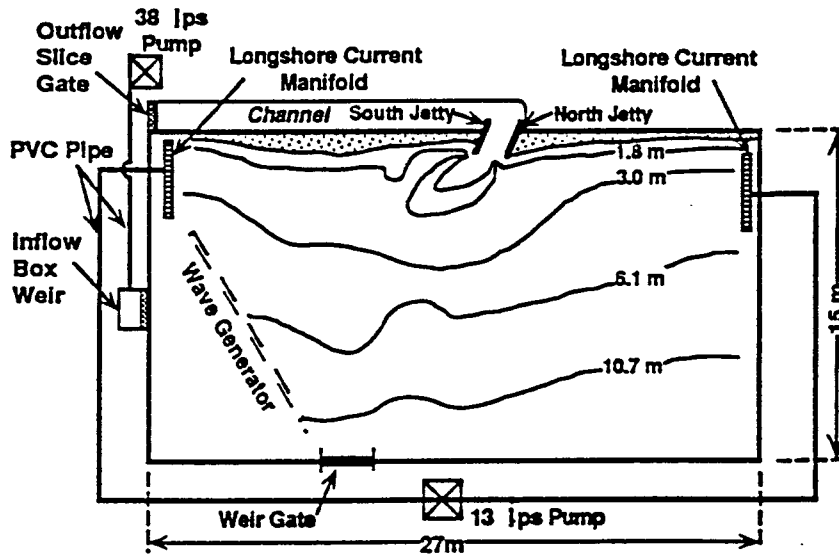 38 lps
Pump
Outflow
Slice
Gate
Longshore Current
Manifold
Longshore Current
Manifold
Channel
South Jetty
North Jetty
PVC Pipe
1.8 m
3.0 m
Inflow
Box
Weir
Wave Generator
6.1 m
15 m
10.7 m
Weir Gate
13 lps Pump
27m